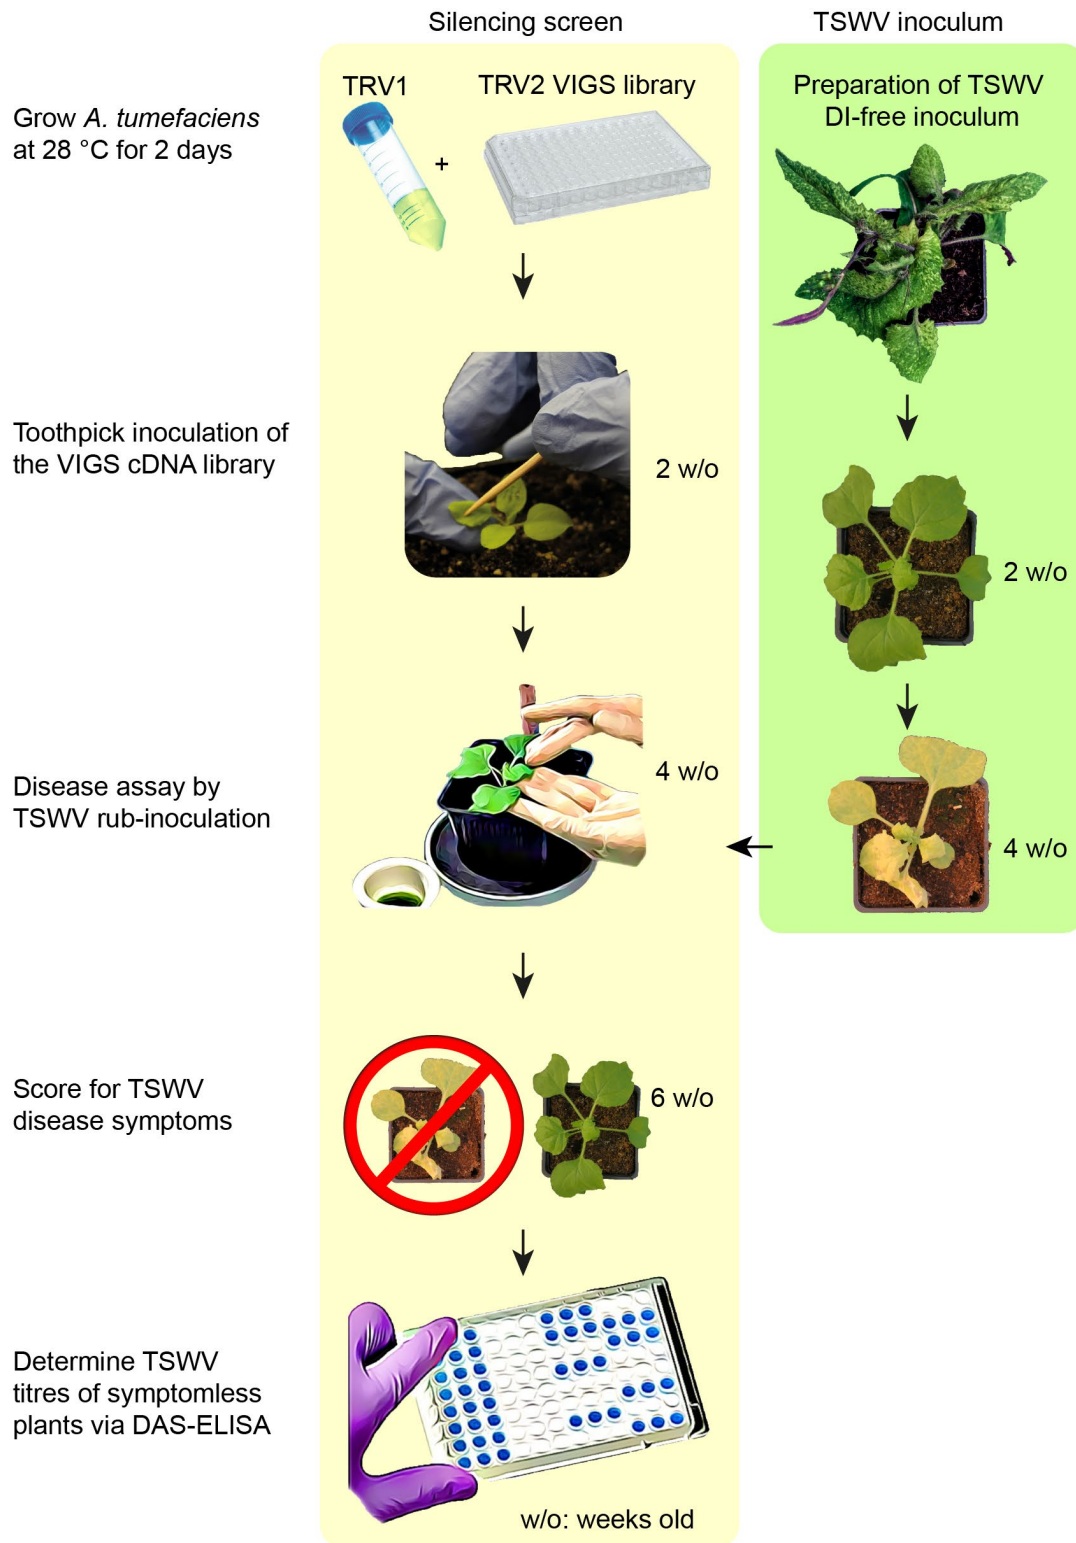 Silencing screen
TSWV inoculum
Grow A. tumefaciens
at 28 °C for 2 days
TRV1
+
TRV2 VIGS library
Preparation of TSWV
DI-free inoculum
Toothpick inoculation of
the VIGS cDNA library
2 w/o
2 w/o
Disease assay by
TSWV rub-inoculation
4 w/o
4 w/o
Score for TSWV
disease symptoms
6 w/o
Determine TSWV
titres of symptomless
plants via DAS-ELISA
w/o: weeks old